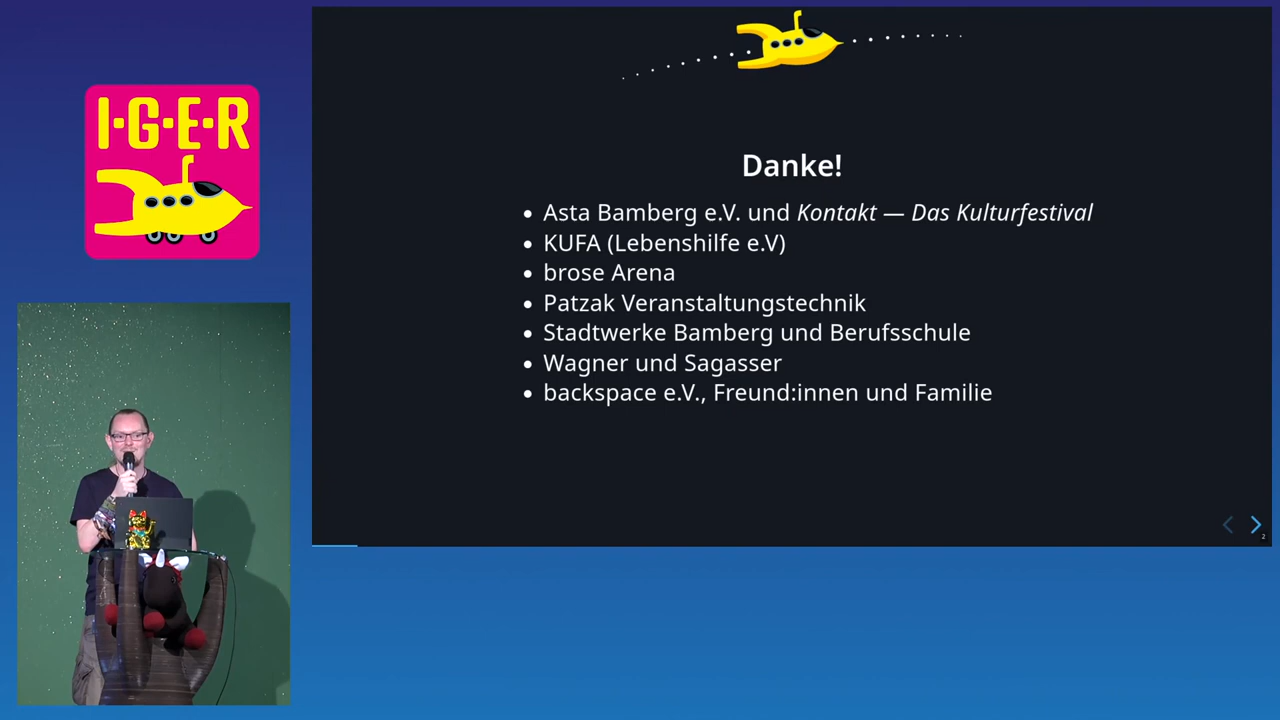 I·G·E·R
Danke!
Asta Bamberg e.V. und Kontakt — Das Kulturfestival
KUFA (Lebenshilfe e.V)
brose Arena
Patzak Veranstaltungstechnik
Stadtwerke Bamberg und Berufsschule
Wagner und Sagasser
backspace e.V., Freund:innen und Familie
2